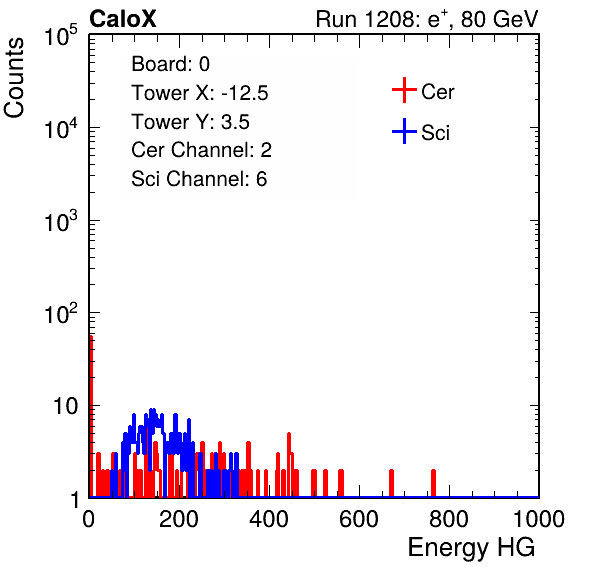 CaloX Run 1208: e⁺, 80 GeV
Counts
10⁵
10⁴
10³
10²
10
1
Board: 0
Tower X: -12.5
Tower Y: 3.5
Cer Channel: 2
Sci Channel: 6
Cer
Sci
0 200 400 600 800 1000
Energy HG